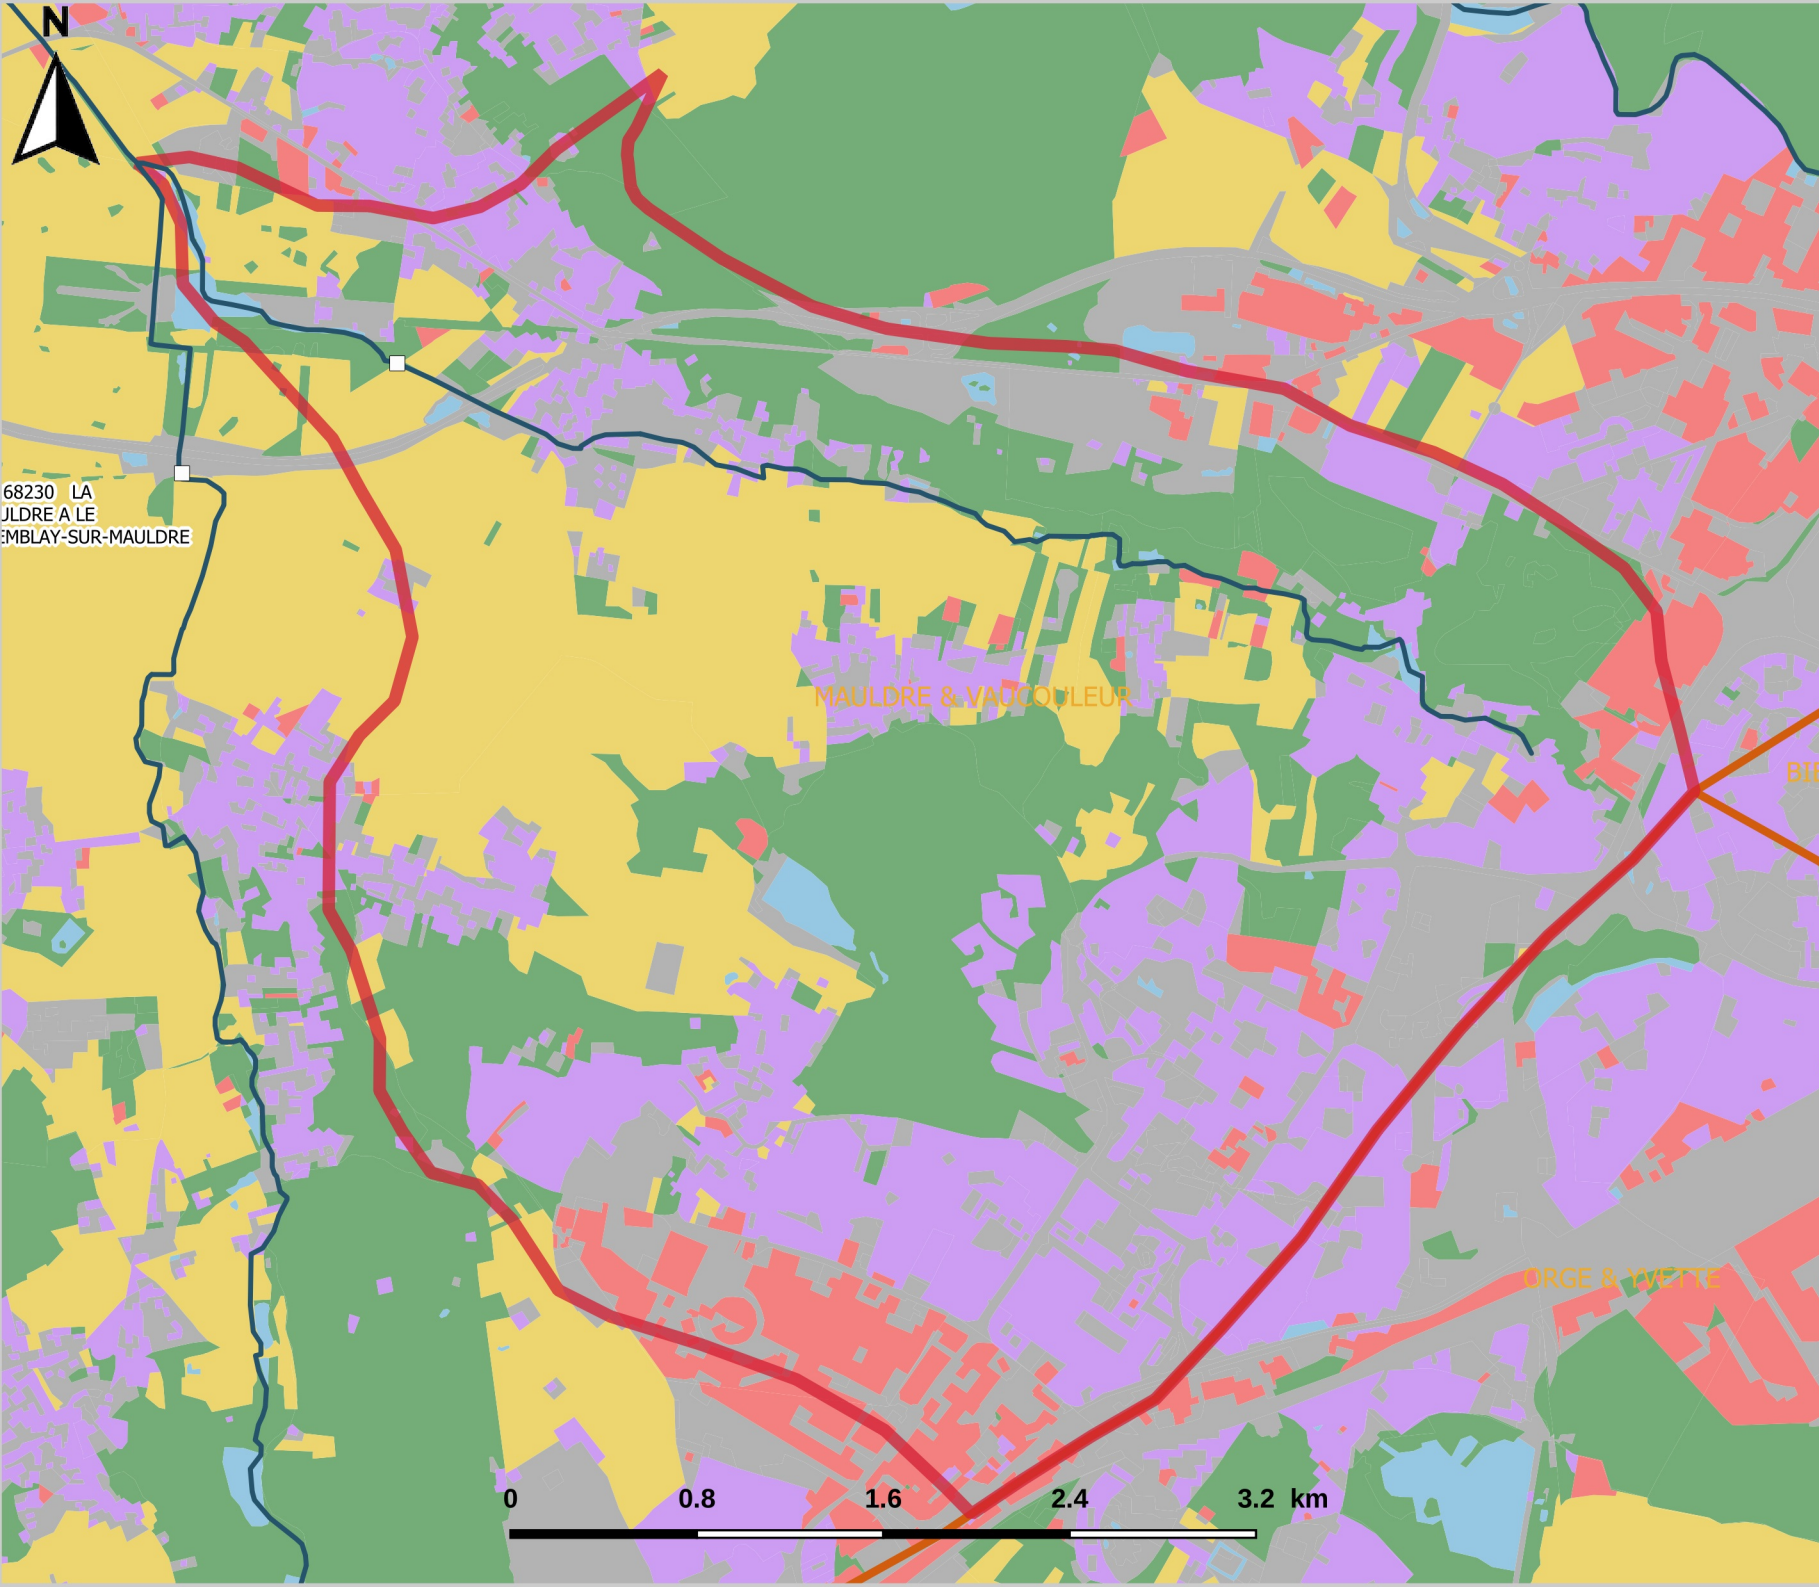 N
68230 LA
ULDRE A LE
EMBLAY-SUR-MAULDRE
MAULDRE & VAUCOULEUR
BIE
ORGE & YVETTE
0 0.8 1.6 2.4 3.2 km